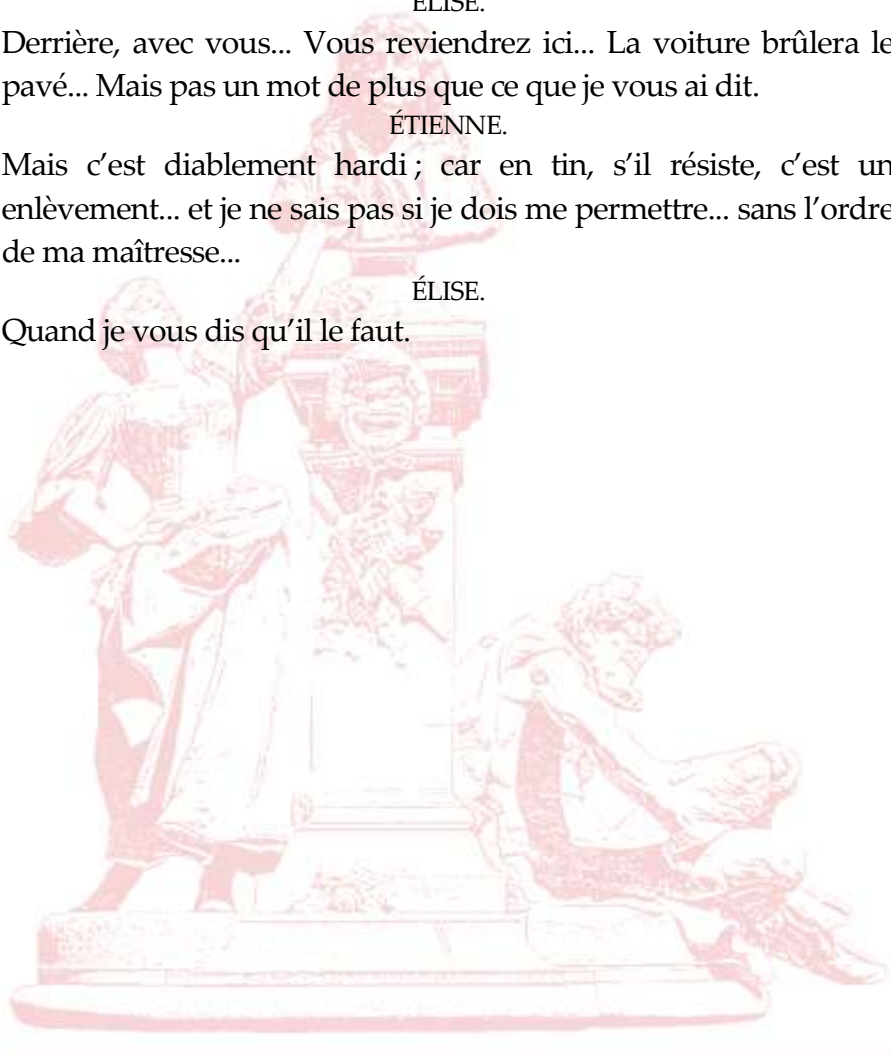 ÉLISE.
Derrière, avec vous... Vous reviendrez ici... La voiture brûlera le
pavé... Mais pas un mot de plus que ce que je vous ai dit.
ÉTIENNE.
Mais c’est diablement hardi ; car en tin, s’il résiste, c’est un
enlèvement... et je ne sais pas si je dois me permettre... sans l’ordre
de ma maîtresse...
ÉLISE.
Quand je vous dis qu’il le faut.